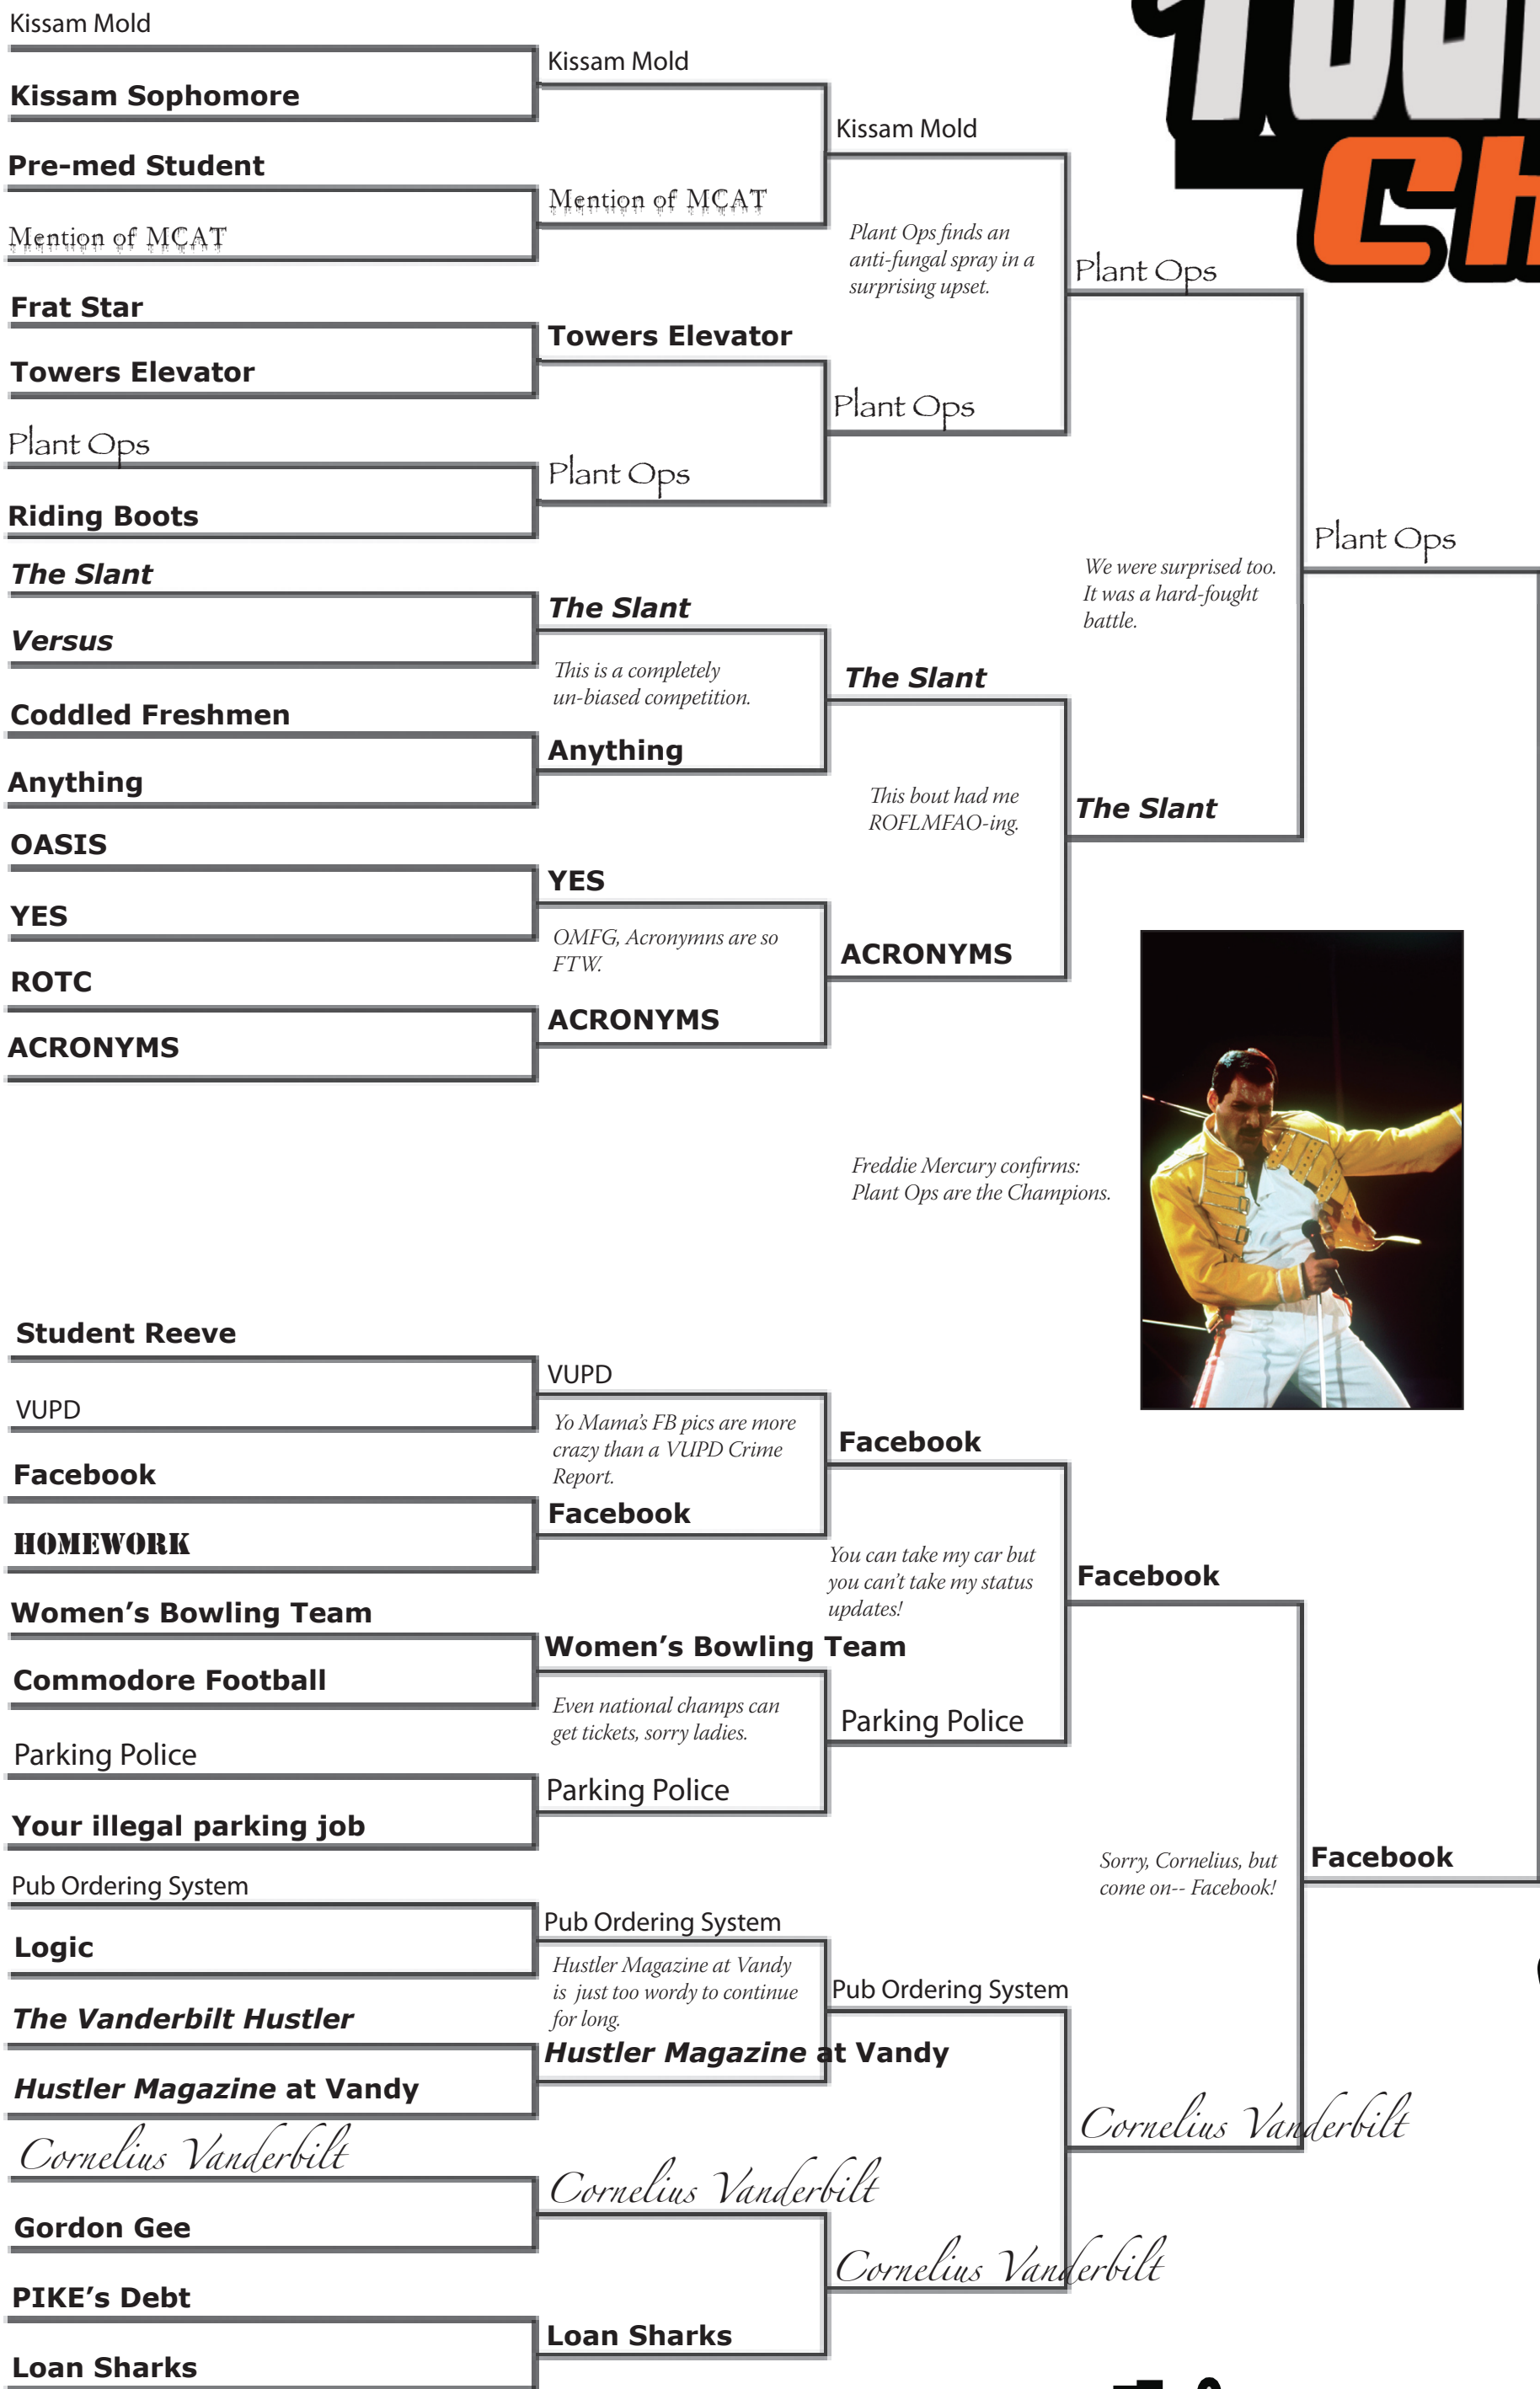 Kissam Mold
Kissam Sophomore
Pre-med Student
Mention of MCAT
Frat Star
Towers Elevator
Plant Ops
Riding Boots
The Slant
Versus
Coddled Freshmen
Anything
OASIS
YES
ROTC
ACRONYMS
Kissam Mold
Mention of MCAT
Towers Elevator
Plant Ops
The Slant
This is a completely
un-biased competition.
Anything
YES
OMFG, Acronymns are so
FTW.
ACRONYMS
Kissam Mold
Plant Ops finds an
anti-fungal spray in a
surprising upset.
Plant Ops
The Slant
This bout had me
ROFLMFAO-ing.
ACRONYMS
Plant Ops
We were surprised too.
It was a hard-fought
battle.
The Slant
Plant Ops
Freddie Mercury confirms:
Plant Ops are the Champions.
Student Reeve
VUPD
Facebook
HOMEWORK
Women's Bowling Team
Commodore Football
Parking Police
Your illegal parking job
Pub Ordering System
Logic
The Vanderbilt Hustler
Hustler Magazine at Vandy
Cornelius Vanderbilt
Gordon Gee
PIKE's Debt
Loan Sharks
VUPD
Yo Mama's FB pics are more
crazy than a VUPD Crime
Report.
Facebook
Women's Bowling Team
Even national champs can
get tickets, sorry ladies.
Parking Police
Pub Ordering System
Hustler Magazine at Vandy
is just too wordy to continue
for long.
Hustler Magazine at Vandy
Cornelius Vanderbilt
Loan Sharks
Facebook
You can take my car but
you can't take my status
updates!
Parking Police
Pub Ordering System
Cornelius Vanderbilt
Facebook
Sorry, Cornelius, but
come on-- Facebook!
Cornelius Vanderbilt
Facebook